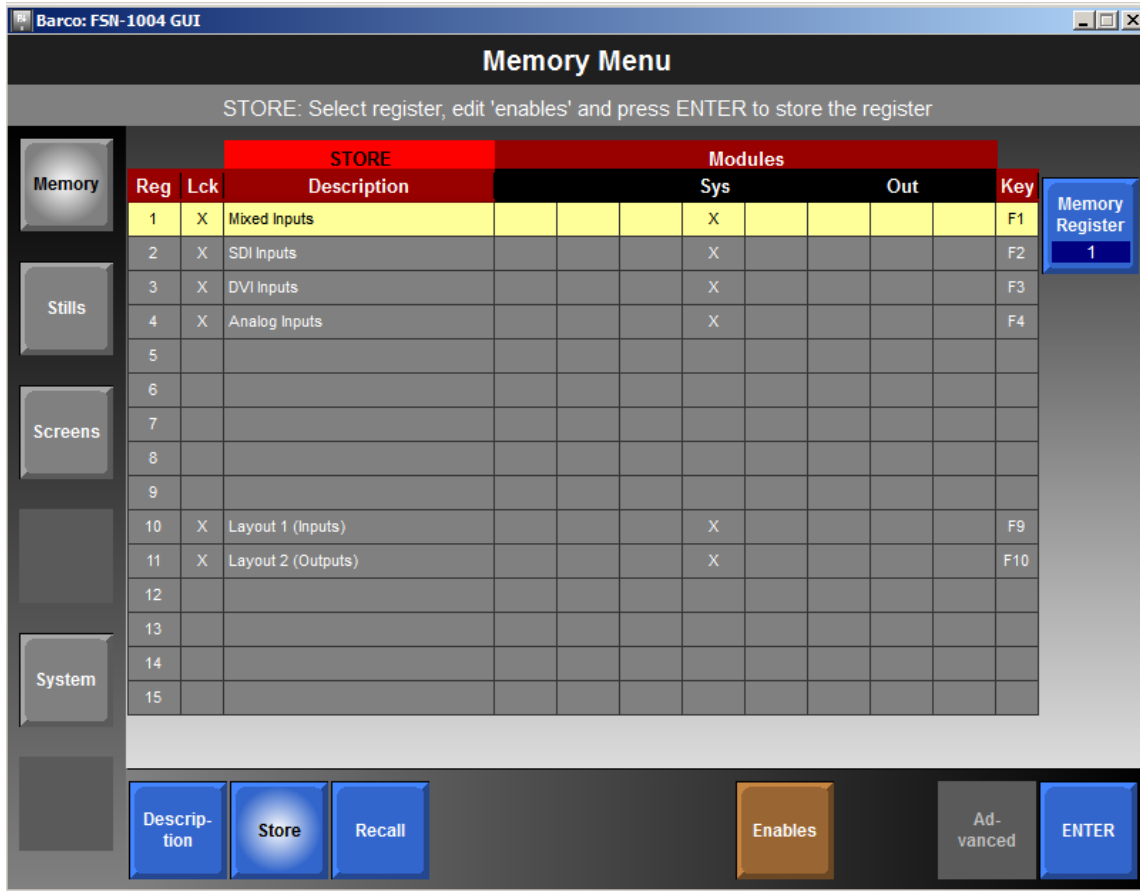 Barco: FSN-1004 GUI
Memory Menu
STORE: Select register, edit 'enables' and press ENTER to store the register
STORE Modules
Reg Lck Description Sys Out Key
1 X Mixed Inputs X F1
2 X SDI Inputs X F2
3 X DVI Inputs X F3
4 X Analog Inputs X F4
5
6
7
8
9
10 X Layout 1 (Inputs) X F9
11 X Layout 2 (Outputs) X F10
12
13
14
15
Memory
Stills
Screens
System
Memory
Register
1
Descrip-
tion
Store
Recall
Enables
Ad-
vanced
ENTER